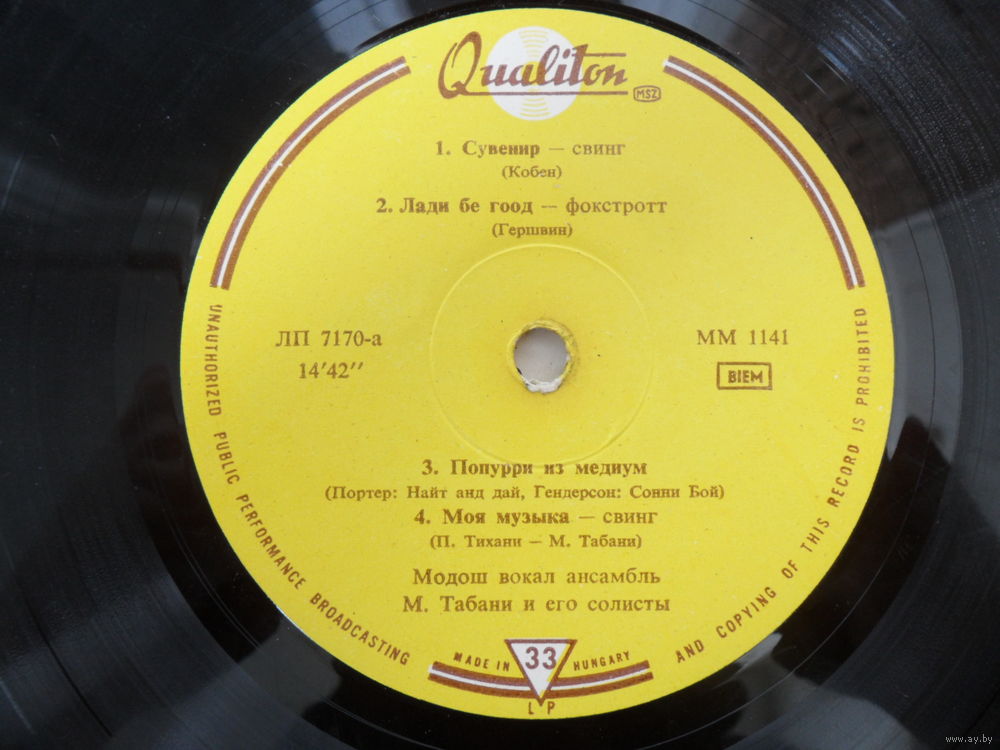 Qualiton
MSZ
1. Сувенир — свинг
(Кобен)
2. Лади бе гоод — фокстротт
(Гершвин)
ЛП 7170-а
14'42''
ММ 1141
BIEM
3. Попурри из медиум
(Портер: Найт анд дай, Гендерсон: Сонни Бой)
4. Моя музыка — свинг
(П. Тихани — М. Табани)
Модош вокал ансамбль
М. Табани и его солисты
UNAUTHORIZED PUBLIC PERFORMANCE BROADCASTING
AND COPYING OF THIS RECORD IS PROHIBITED
MADE IN 33 HUNGARY
LP
www.ay.by